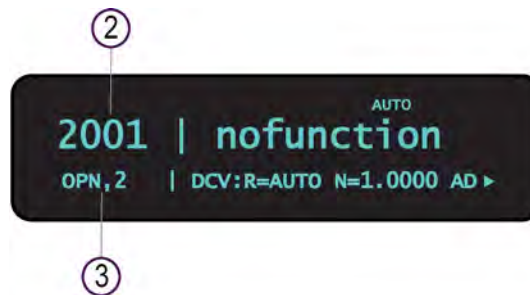 2
AUTO
2001 | nofunction
OPN,2 | DCV:R=AUTO N=1.0000 AD ►
3